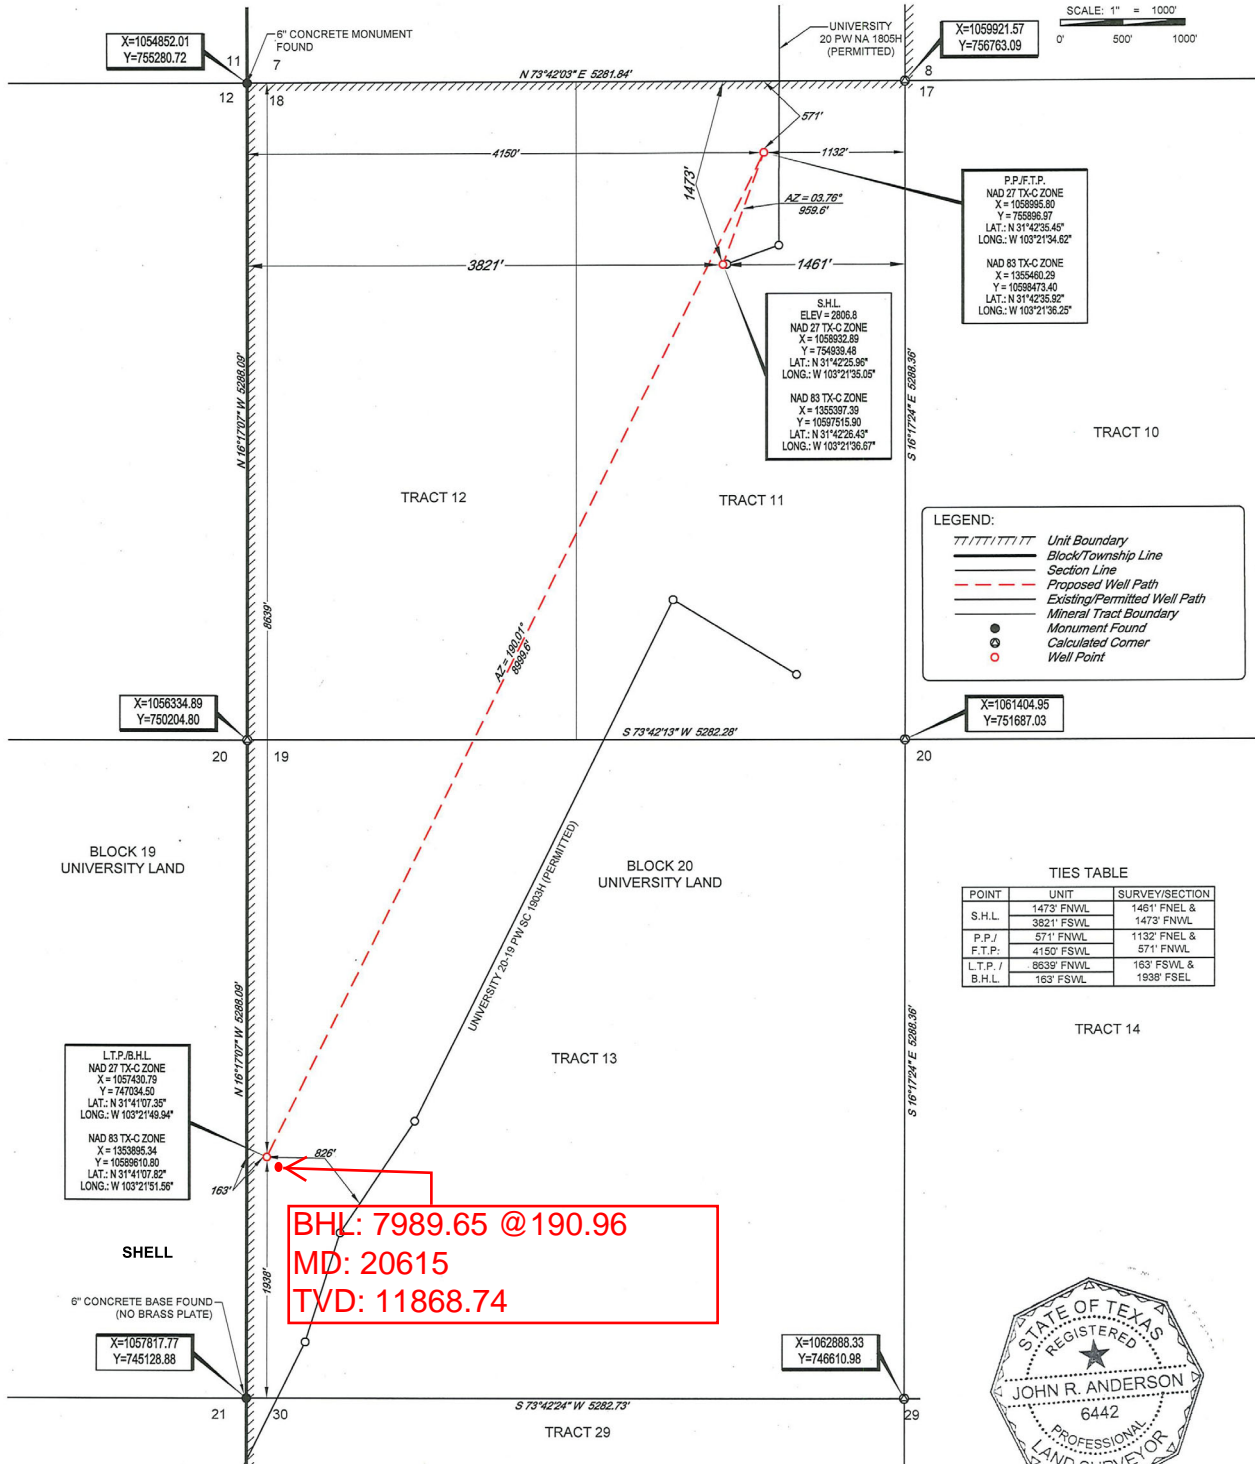 SCALE: 1" = 1000'
0' 500' 1000'
X=1054852.01
Y=755280.72
6" CONCRETE MONUMENT
FOUND
UNIVERSITY
20 PW NA 1805H
(PERMITTED)
X=1059921.57
Y=756763.09
11 7
12 18
8
17
N 73°42'03" E 5281.84'
571'
4150'
1132'
1473'
AZ = 03.76°
959.6'
3821'
1461'
P.P./F.T.P.
NAD 27 TX-C ZONE
X = 1058995.80
Y = 755896.97
LAT.: N 31°42'35.45"
LONG.: W 103°21'34.62"
NAD 83 TX-C ZONE
X = 1355460.29
Y = 10598473.40
LAT.: N 31°42'35.92"
LONG.: W 103°21'36.25"
S.H.L.
ELEV = 2806.8
NAD 27 TX-C ZONE
X = 1058932.89
Y = 754939.48
LAT.: N 31°42'25.96"
LONG.: W 103°21'35.05"
NAD 83 TX-C ZONE
X = 1355397.39
Y = 10597515.90
LAT.: N 31°42'26.43"
LONG.: W 103°21'36.67"
N 16°17'07" W 5288.09'
S 16°17'24" E 5288.36'
TRACT 10
TRACT 12
TRACT 11
LEGEND:
Unit Boundary
Block/Township Line
Section Line
Proposed Well Path
Existing/Permitted Well Path
Mineral Tract Boundary
Monument Found
Calculated Corner
Well Point
8639'
AZ = 190.01°
8999.6'
X=1056334.89
Y=750204.80
X=1061404.95
Y=751687.03
S 73°42'13" W 5282.28'
20 19
20
BLOCK 19
UNIVERSITY LAND
BLOCK 20
UNIVERSITY LAND
UNIVERSITY 20-19 PW SC 1903H (PERMITTED)
TIES TABLE
POINT UNIT SURVEY/SECTION
S.H.L. 1473' FNWL 1461' FNEL &
3821' FSWL 1473' FNWL
P.P./ 571' FNWL 1132' FNEL &
F.T.P: 4150' FSWL 571' FNWL
L.T.P. / 8639' FNWL 163' FSWL &
B.H.L. 163' FSWL 1938' FSEL
N 16°17'07" W 5288.09'
S 16°17'24" E 5288.36'
TRACT 14
TRACT 13
L.T.P./B.H.L.
NAD 27 TX-C ZONE
X = 1057430.79
Y = 747034.50
LAT.: N 31°41'07.35"
LONG.: W 103°21'49.94"
NAD 83 TX-C ZONE
X = 1353895.34
Y = 10589610.80
LAT.: N 31°41'07.82"
LONG.: W 103°21'51.56"
826'
163'
BHL: 7989.65 @190.96
MD: 20615
TVD: 11868.74
SHELL
1938'
6" CONCRETE BASE FOUND
(NO BRASS PLATE)
X=1057817.77
Y=745128.88
X=1062888.33
Y=746610.98
21 30
29
S 73°42'24" W 5282.73'
TRACT 29
STATE OF TEXAS
REGISTERED
JOHN R. ANDERSON
6442
PROFESSIONAL
LAND SURVEYOR